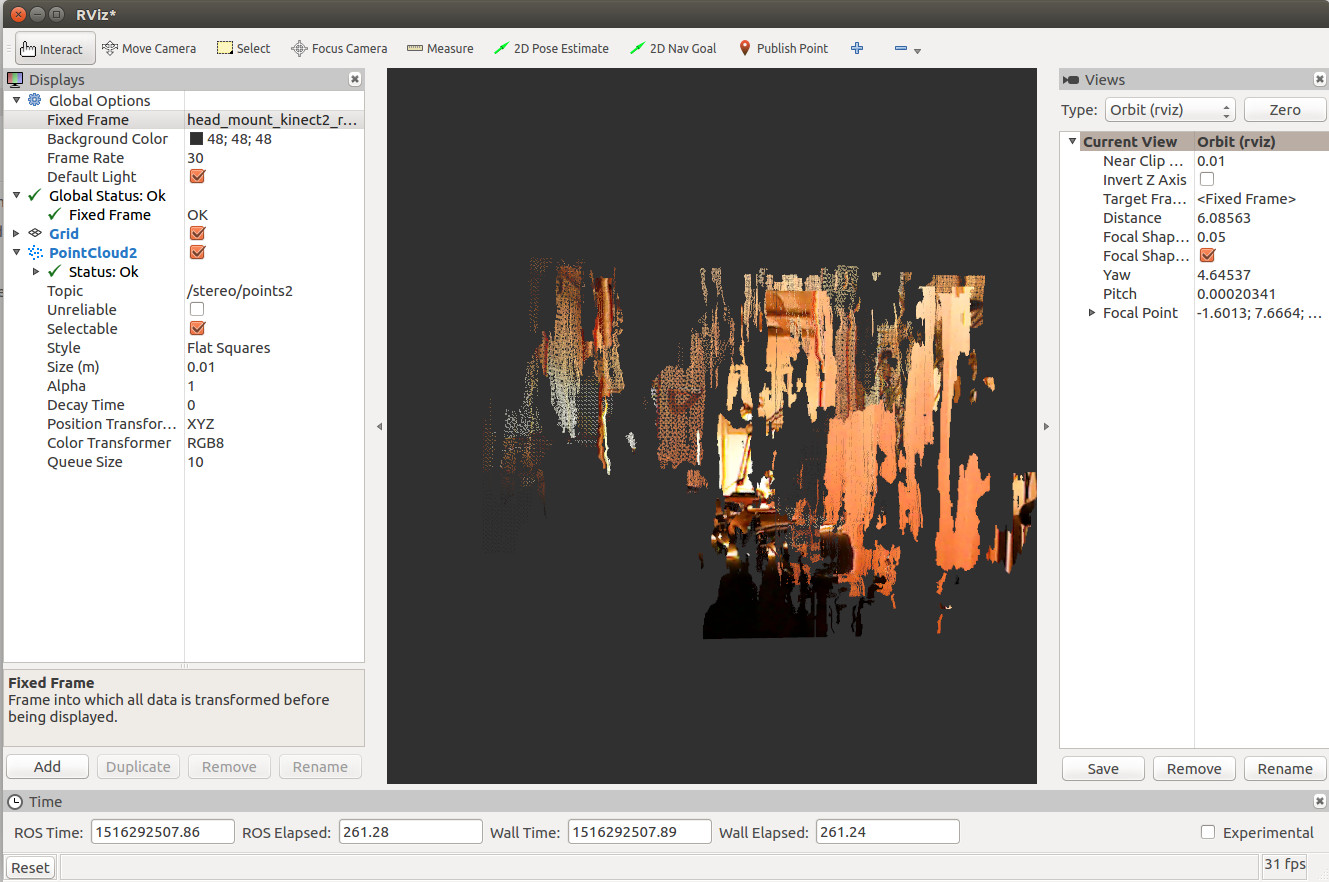 RViz*
Interact Move Camera Select Focus Camera Measure 2D Pose Estimate 2D Nav Goal Publish Point
Displays
Global Options
Fixed Frame head_mount_kinect2_r...
Background Color 48; 48; 48
Frame Rate 30
Default Light
Global Status: Ok
Fixed Frame OK
Grid
PointCloud2
Status: Ok
Topic /stereo/points2
Unreliable
Selectable
Style Flat Squares
Size (m) 0.01
Alpha 1
Decay Time 0
Position Transfor... XYZ
Color Transformer RGB8
Queue Size 10
Fixed Frame
Frame into which all data is transformed before
being displayed.
Add Duplicate Remove Rename
Views
Type: Orbit (rviz) Zero
Current View Orbit (rviz)
Near Clip ... 0.01
Invert Z Axis
Target Fra... <Fixed Frame>
Distance 6.08563
Focal Shap... 0.05
Focal Shap...
Yaw 4.64537
Pitch 0.00020341
Focal Point -1.6013; 7.6664; ...
Save Remove Rename
Time
ROS Time: 1516292507.86 ROS Elapsed: 261.28 Wall Time: 1516292507.89 Wall Elapsed: 261.24 Experimental
Reset 31 fps